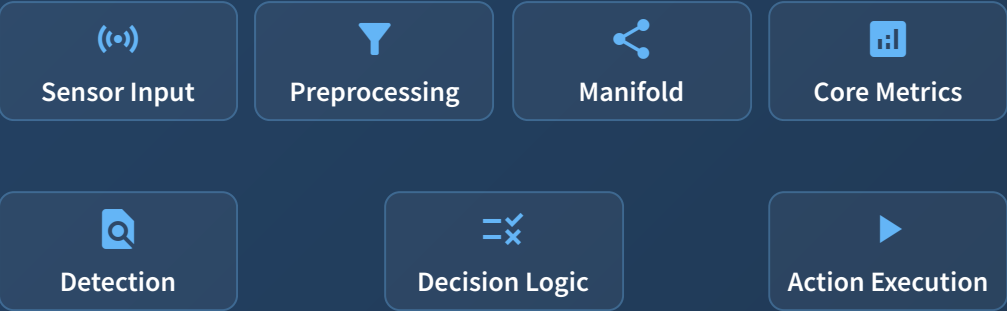 Sensor Input
Preprocessing
Manifold
Core Metrics
Detection
Decision Logic
Action Execution